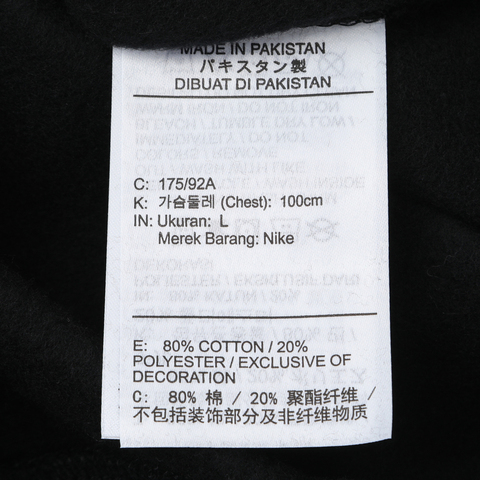 MADE IN PAKISTAN
パキスタン製
DIBUAT DI PAKISTAN
C: 175/92A
K: 가슴둘레 (Chest): 100cm
IN: Ukuran: L
Merek Barang: Nike
E: 80% COTTON / 20%
POLYESTER / EXCLUSIVE OF
DECORATION
C: 80% 棉 / 20% 聚酯纤维 /
不包括装饰部分及非纤维物质